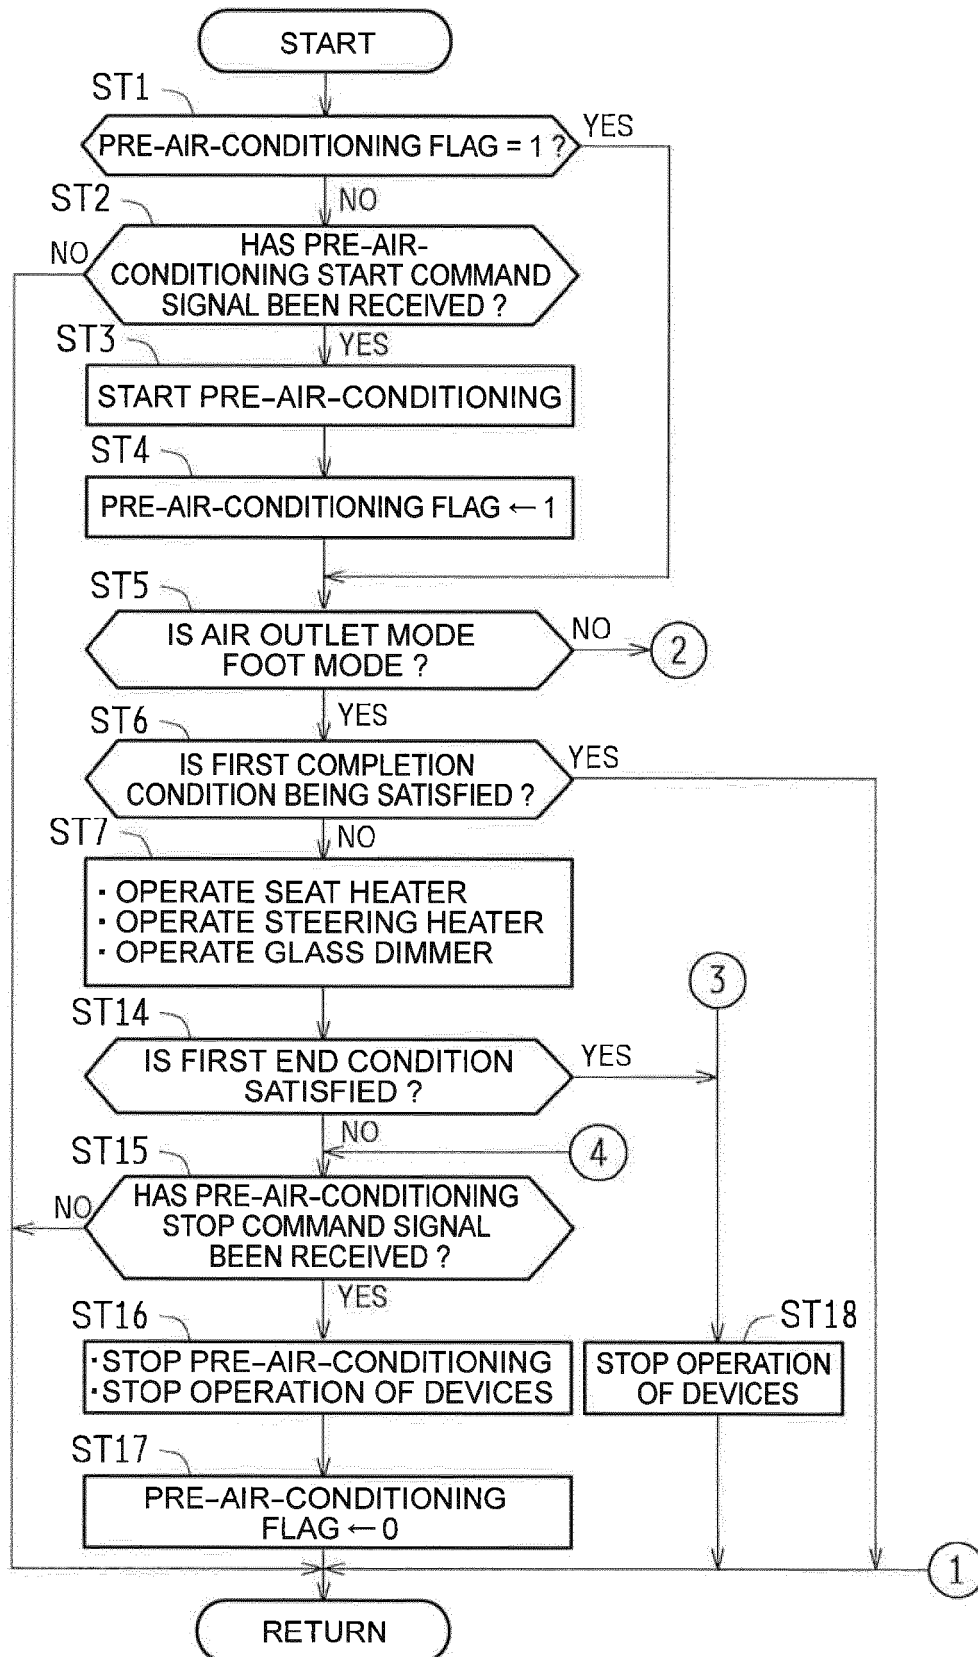 START
ST1
PRE-AIR-CONDITIONING FLAG = 1 ?
YES
NO
ST2
NO
HAS PRE-AIR-
CONDITIONING START COMMAND
SIGNAL BEEN RECEIVED ?
YES
ST3
START PRE-AIR-CONDITIONING
ST4
PRE-AIR-CONDITIONING FLAG ← 1
ST5
IS AIR OUTLET MODE
FOOT MODE ?
NO
2
YES
ST6
IS FIRST COMPLETION
CONDITION BEING SATISFIED ?
YES
NO
ST7
· OPERATE SEAT HEATER
· OPERATE STEERING HEATER
· OPERATE GLASS DIMMER
3
ST14
IS FIRST END CONDITION
SATISFIED ?
YES
NO
4
ST15
NO
HAS PRE-AIR-CONDITIONING
STOP COMMAND SIGNAL
BEEN RECEIVED ?
YES
ST16
·STOP PRE-AIR-CONDITIONING
·STOP OPERATION OF DEVICES
ST18
STOP OPERATION
OF DEVICES
ST17
PRE-AIR-CONDITIONING
FLAG ← 0
1
RETURN